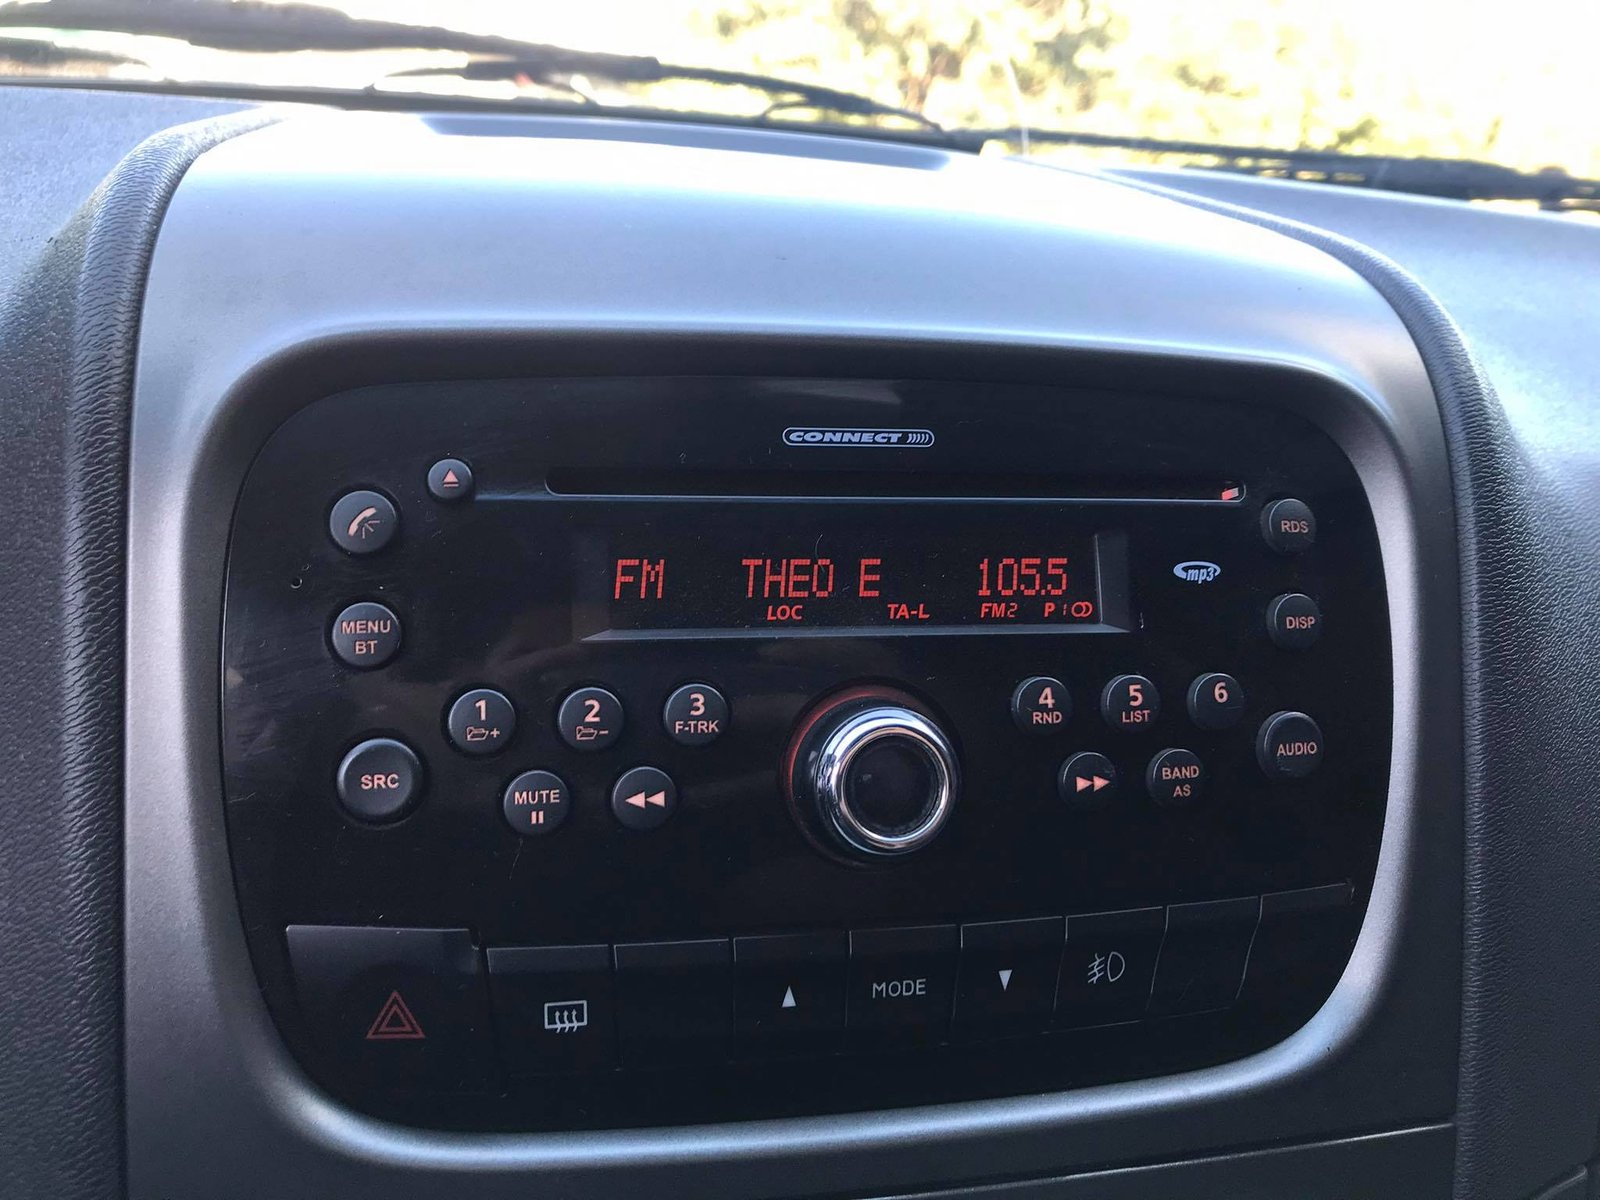 CONNECT
RDS
FM THEO E 105.5
LOC TA-L FM2 P1
mp3
MENU
BT
DISP
1
2
3
F-TRK
4
RND
5
LIST
6
SRC
MUTE
BAND
AS
AUDIO
MODE